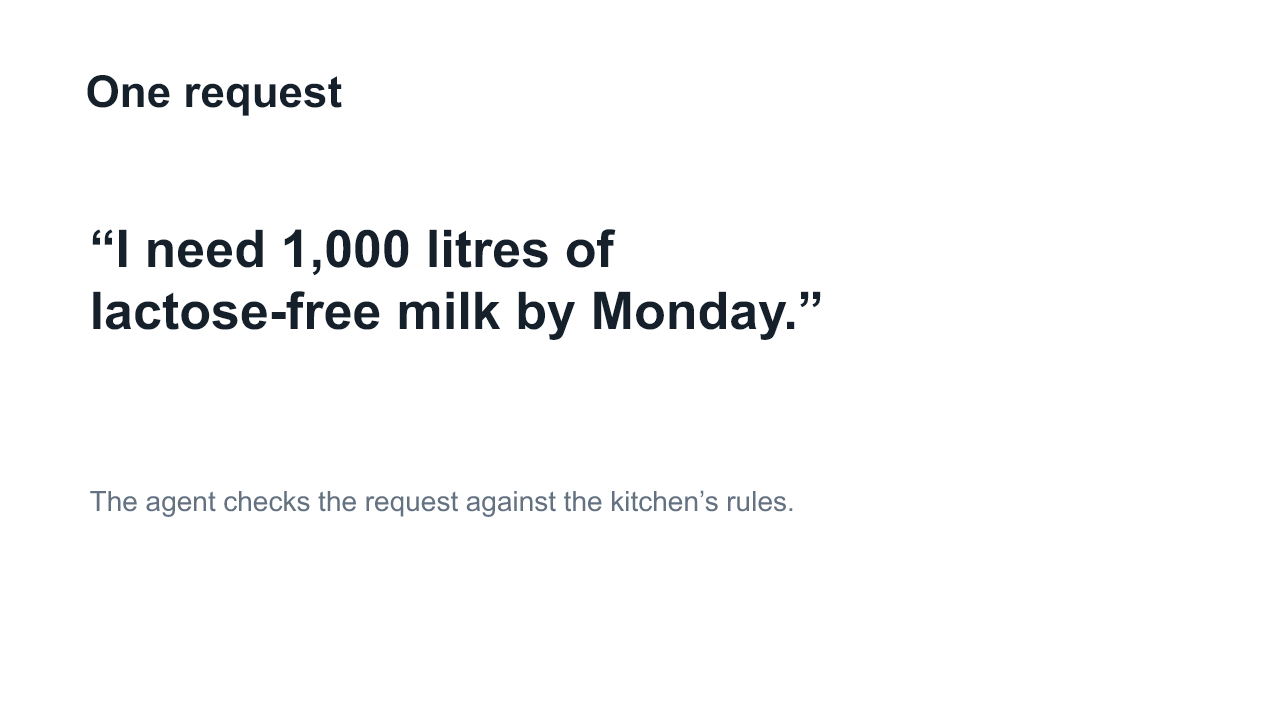 One request
“I need 1,000 litres of
lactose-free milk by Monday.”
The agent checks the request against the kitchen’s rules.